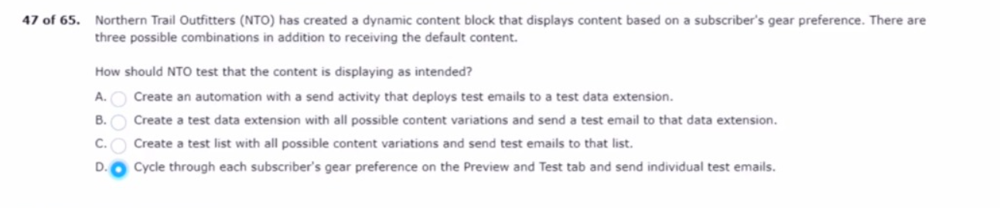 47 of 65. Northern Trail Outfitters (NTO) has created a dynamic content block that displays content based on a subscriber's gear preference. There are
three possible combinations in addition to receiving the default content.
How should NTO test that the content is displaying as intended?
A. Create an automation with a send activity that deploys test emails to a test data extension.
B. Create a test data extension with all possible content variations and send a test email to that data extension.
C. Create a test list with all possible content variations and send test emails to that list.
D. Cycle through each subscriber's gear preference on the Preview and Test tab and send individual test emails.